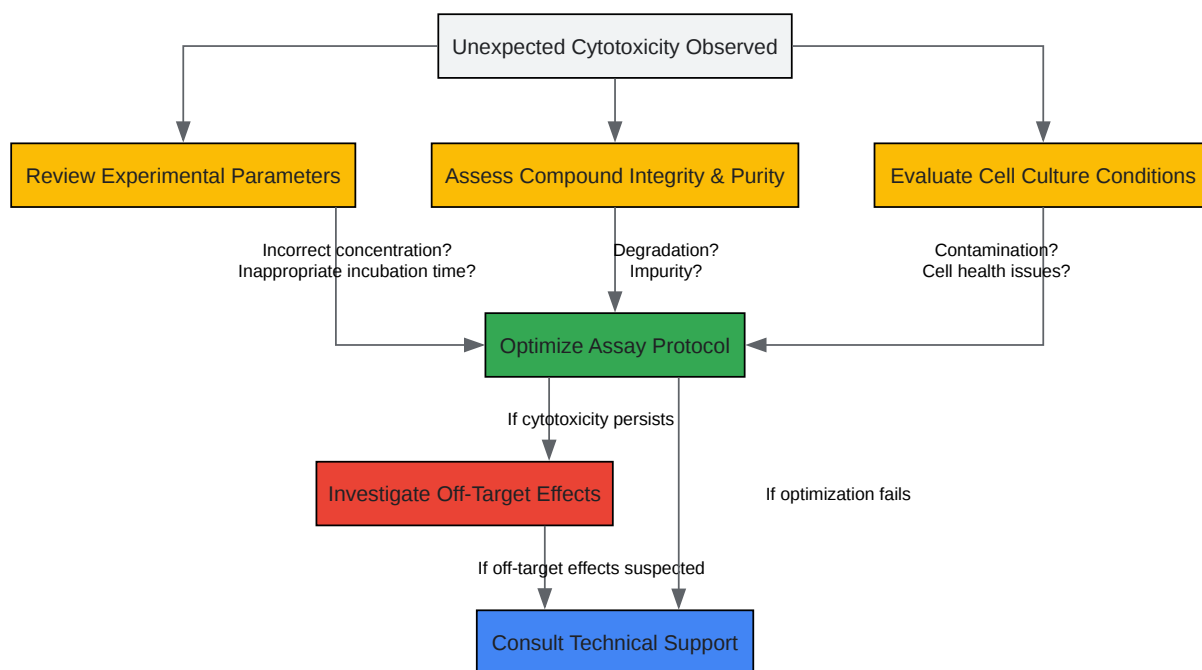 Unexpected Cytotoxicity Observed
Review Experimental Parameters
Assess Compound Integrity & Purity
Evaluate Cell Culture Conditions
Incorrect concentration?
Inappropriate incubation time?
Degradation?
Impurity?
Contamination?
Cell health issues?
Optimize Assay Protocol
If cytotoxicity persists
Investigate Off-Target Effects
If optimization fails
If off-target effects suspected
Consult Technical Support